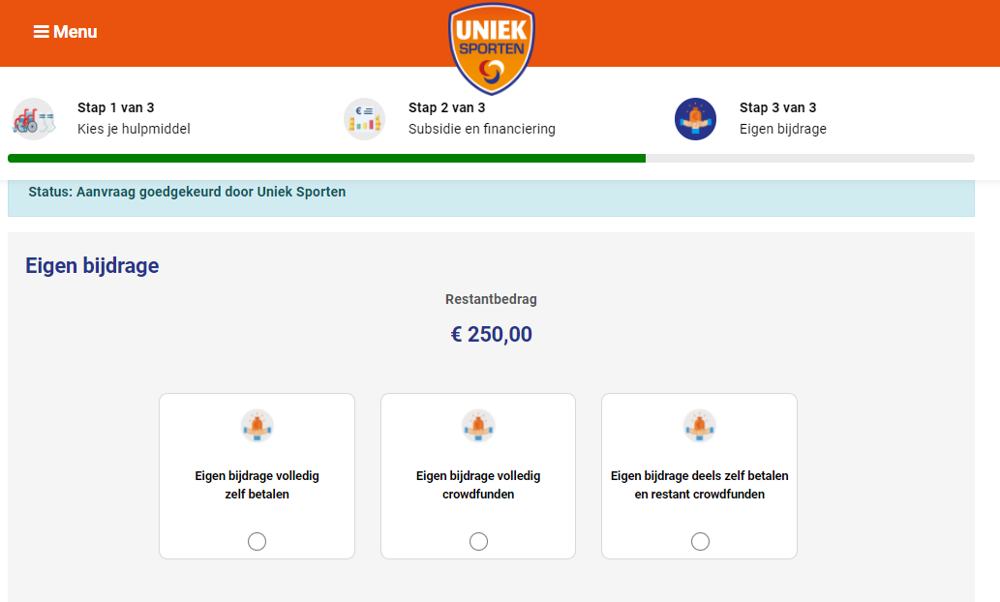 Menu
UNIEK
SPORTEN
Stap 1 van 3
Kies je hulpmiddel
Stap 2 van 3
Subsidie en financiering
Stap 3 van 3
Eigen bijdrage
Status: Aanvraag goedgekeurd door Uniek Sporten
Eigen bijdrage
Restantbedrag
€ 250,00
Eigen bijdrage volledig
zelf betalen
Eigen bijdrage volledig
crowdfunden
Eigen bijdrage deels zelf betalen
en restant crowdfunden